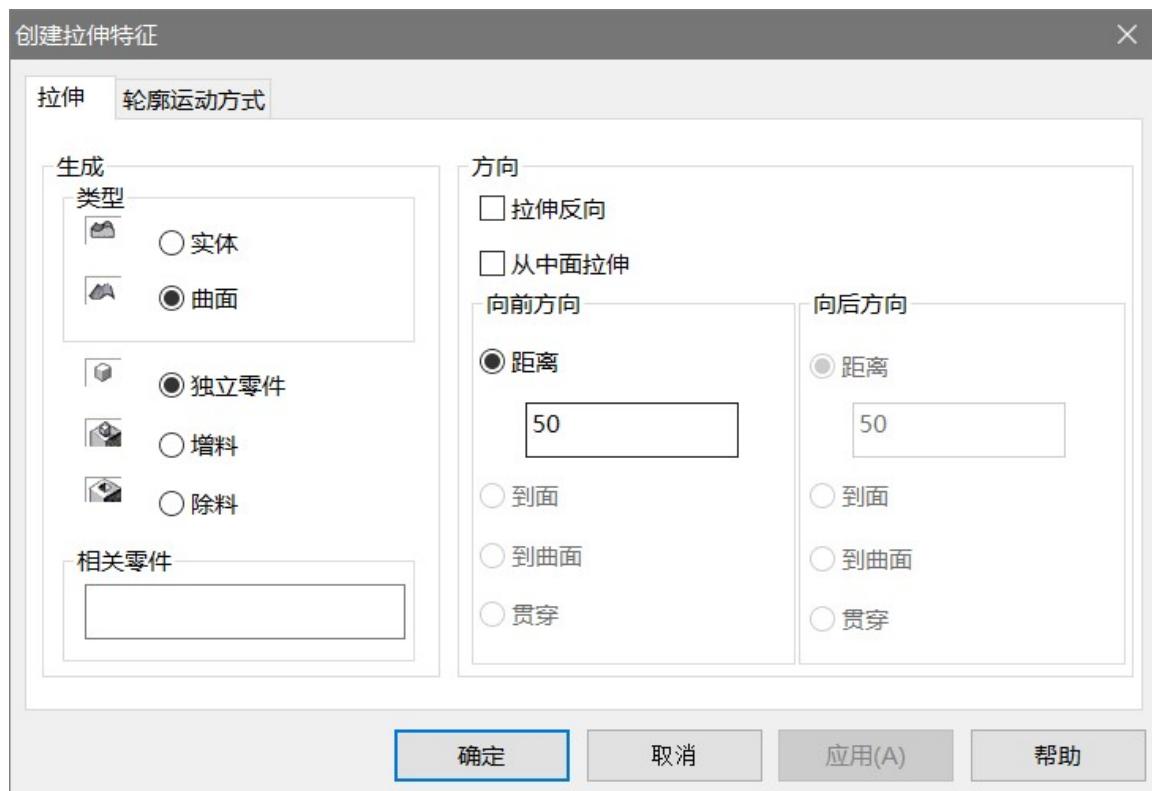 创建拉伸特征
拉伸
轮廓运动方式
生成
类型
实体
曲面
独立零件
增料
除料
相关零件
方向
拉伸反向
从中面拉伸
向前方向
距离
50
到面
到曲面
贯穿
向后方向
距离
50
到面
到曲面
贯穿
确定
取消
应用(A)
帮助